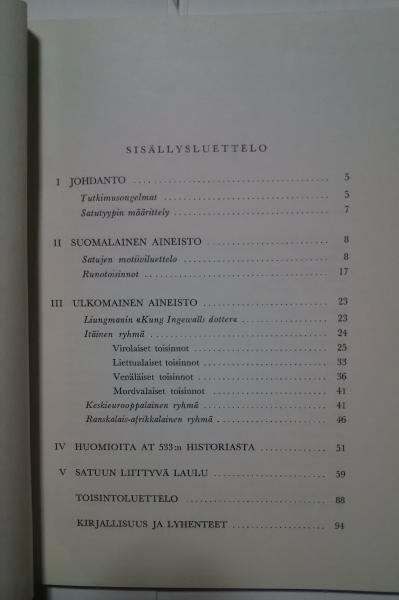 SISÄLLYSLUETTELO
I JOHDANTO 5
Tutkimusongelmat 5
Satutyypin määrittely 7
II SUOMALAINEN AINEISTO 8
Satujen motiiviluettelo 8
Runotoisinnot 17
III ULKOMAINEN AINEISTO 23
Liungmanin «Kung Ingewalls dotter» 23
Itäinen ryhmä 24
Virolaiset toisinnot 25
Liettualaiset toisinnot 33
Venäläiset toisinnot 36
Mordvalaiset toisinnot 41
Keskieurooppalainen ryhmä 41
Ranskalais-afrikkalainen ryhmä 46
IV HUOMIOITA AT 533:n HISTORIASTA 51
V SATUUN LIITTYVÄ LAULU 59
TOISINTOLUETTELO 88
KIRJALLISUUS JA LYHENTEET 94